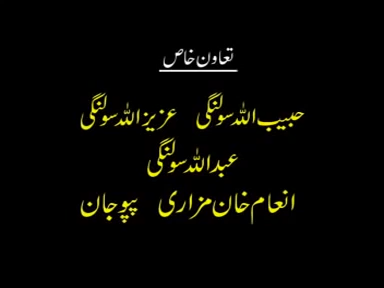 تعاون خاص
حبیب اللہ سولنگی عزیز اللہ سولنگی
عبداللہ سولنگی
انعام خان مزاری پپو جان